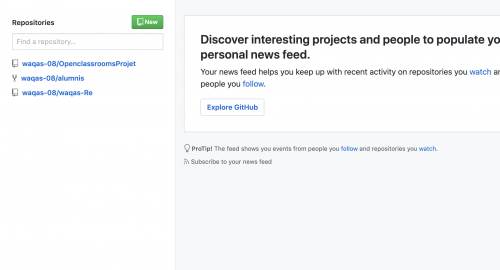 Repositories
New
Find a repository...
waqas-08/OpenclassroomsProjet
waqas-08/alumnis
waqas-08/waqas-Re
Discover interesting projects and people to populate yo
personal news feed.
Your news feed helps you keep up with recent activity on repositories you watch an
people you follow.
Explore GitHub
ProTip! The feed shows you events from people you follow and repositories you watch.
Subscribe to your news feed